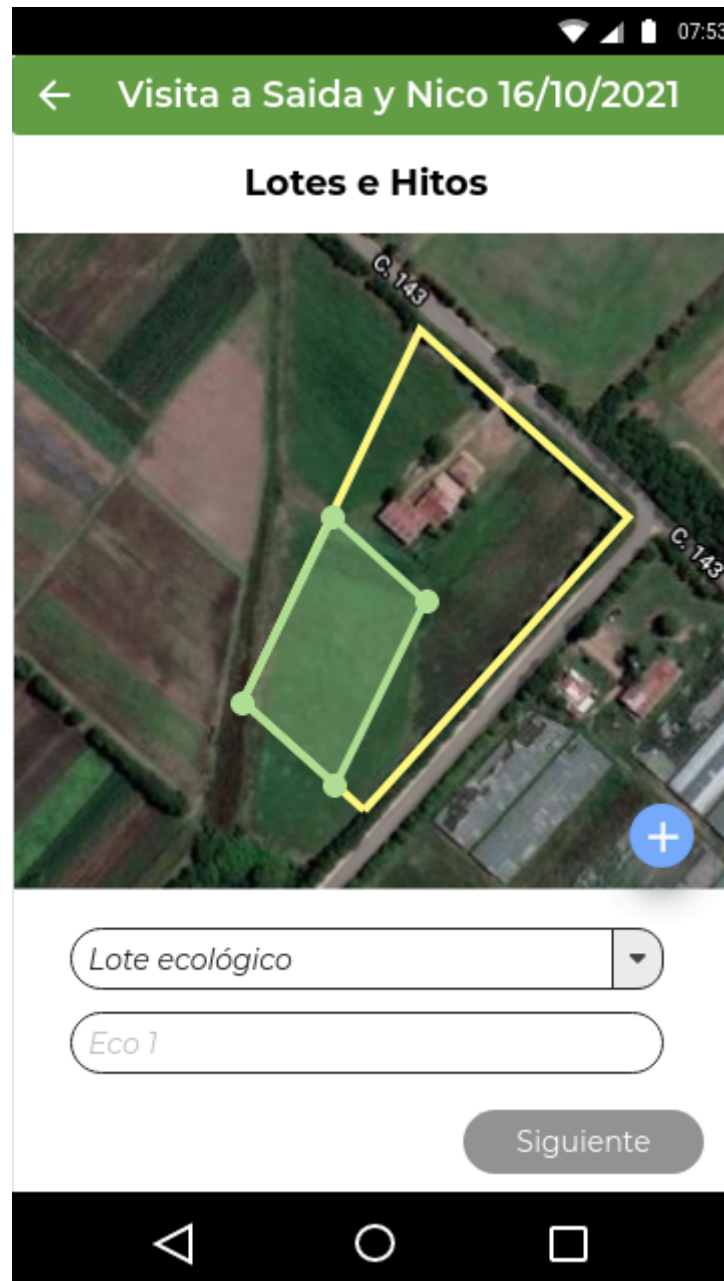 07:53
Visita a Saida y Nico 16/10/2021
Lotes e Hitos
C. 143
C. 143
Lote ecológico
Eco 1
Siguiente